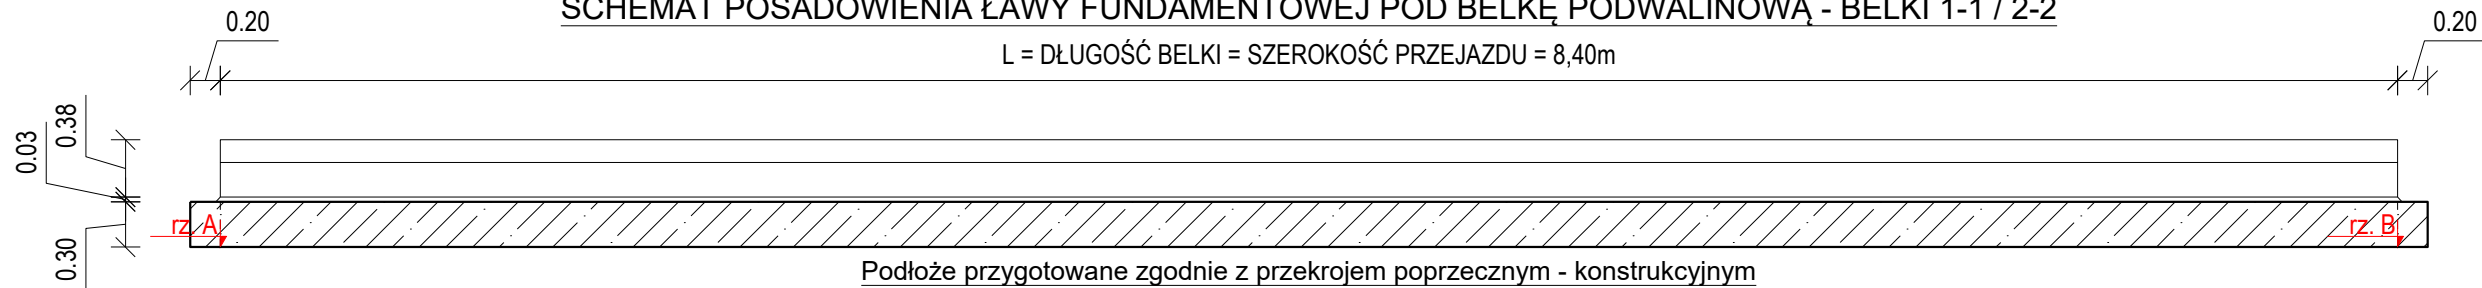 SCHEMAT POSADOWIENIA ŁAWY FUNDAMENTOWEJ POD BELKĘ PODWALINOWĄ - BELKI 1-1 / 2-2
0.20
0.20
L = DŁUGOŚĆ BELKI = SZEROKOŚĆ PRZEJAZDU = 8,40m
0.38
0.03
0.30
rz. A
rz. B
Podłoże przygotowane zgodnie z przekrojem poprzecznym - konstrukcyjnym